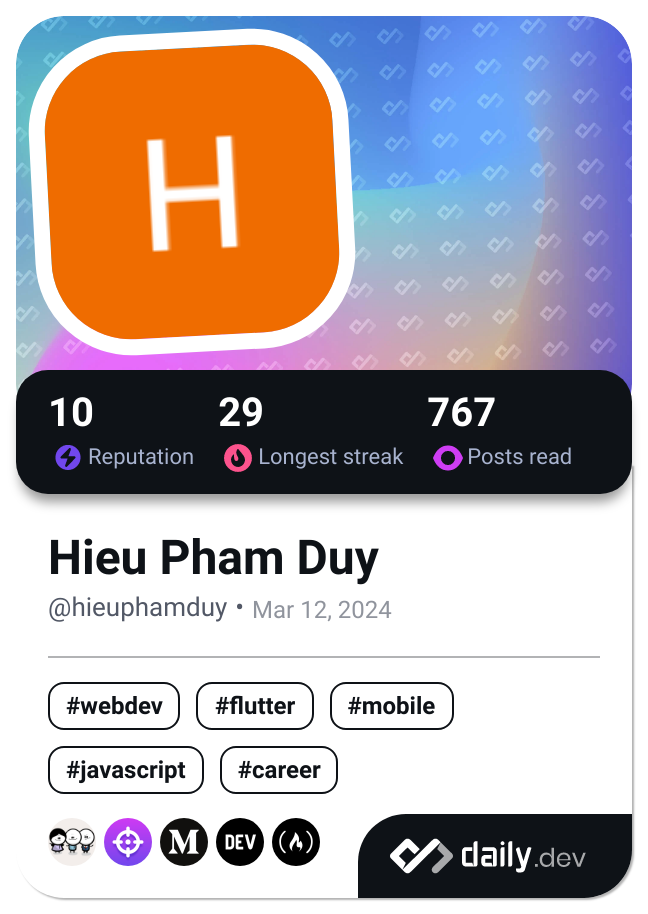 H
10 29 767
Reputation Longest streak Posts read
Hieu Pham Duy
@hieuphamduy • Mar 12, 2024
#webdev #flutter #mobile
#javascript #career
M DEV
daily.dev